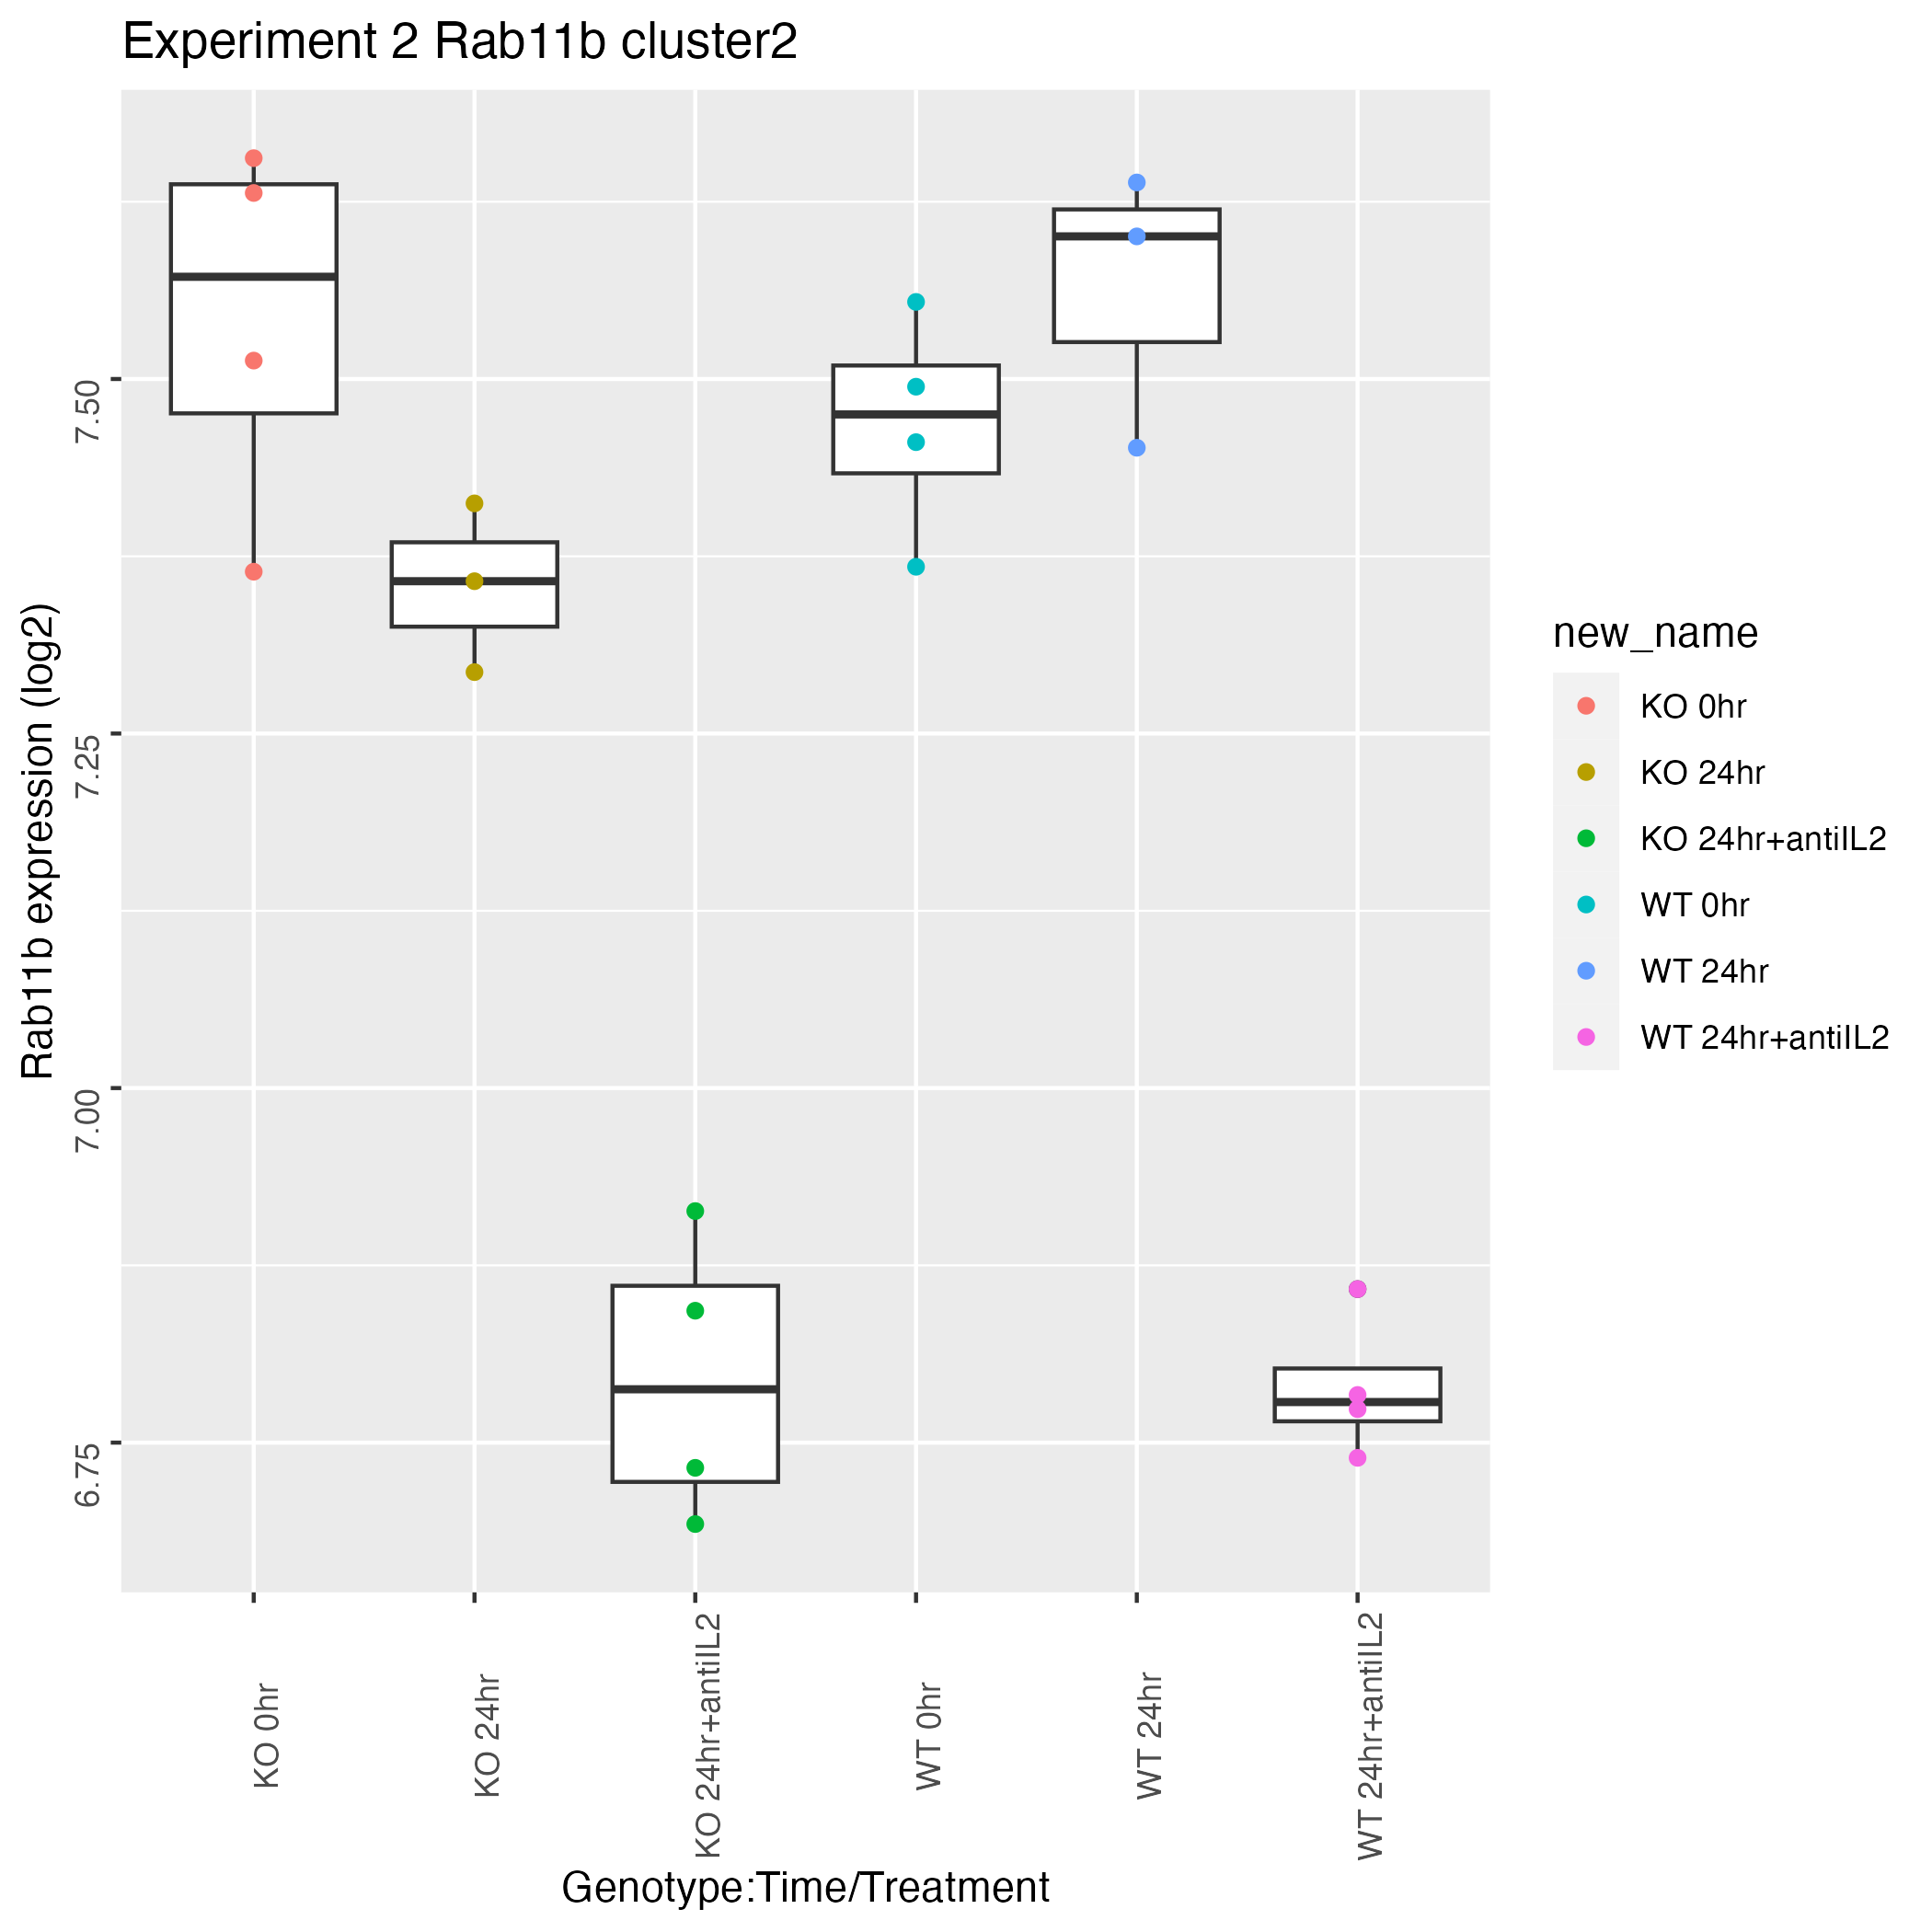 Experiment 2 Rab11b cluster2
Rab11b expression (log2)
7.50
7.25
7.00
6.75
KO 0hr
KO 24hr
KO 24hr+antiIL2
WT 0hr
WT 24hr
WT 24hr+antiIL2
Genotype:Time/Treatment
new_name
KO 0hr
KO 24hr
KO 24hr+antiIL2
WT 0hr
WT 24hr
WT 24hr+antiIL2